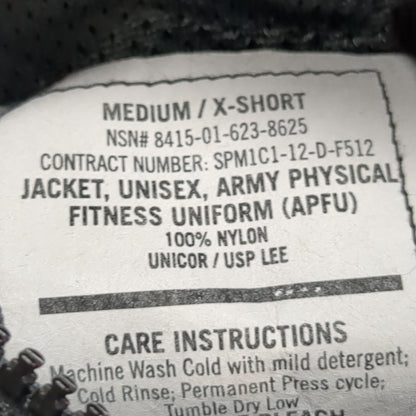 MEDIUM / X-SHORT
NSN# 8415-01-623-8625
CONTRACT NUMBER: SPM1C1-12-D-F512
JACKET, UNISEX, ARMY PHYSICAL
FITNESS UNIFORM (APFU)
100% NYLON
UNICOR / USP LEE
CARE INSTRUCTIONS
Machine Wash Cold with mild detergent;
Cold Rinse; Permanent Press cycle;
Tumble Dry Low
BLEACH